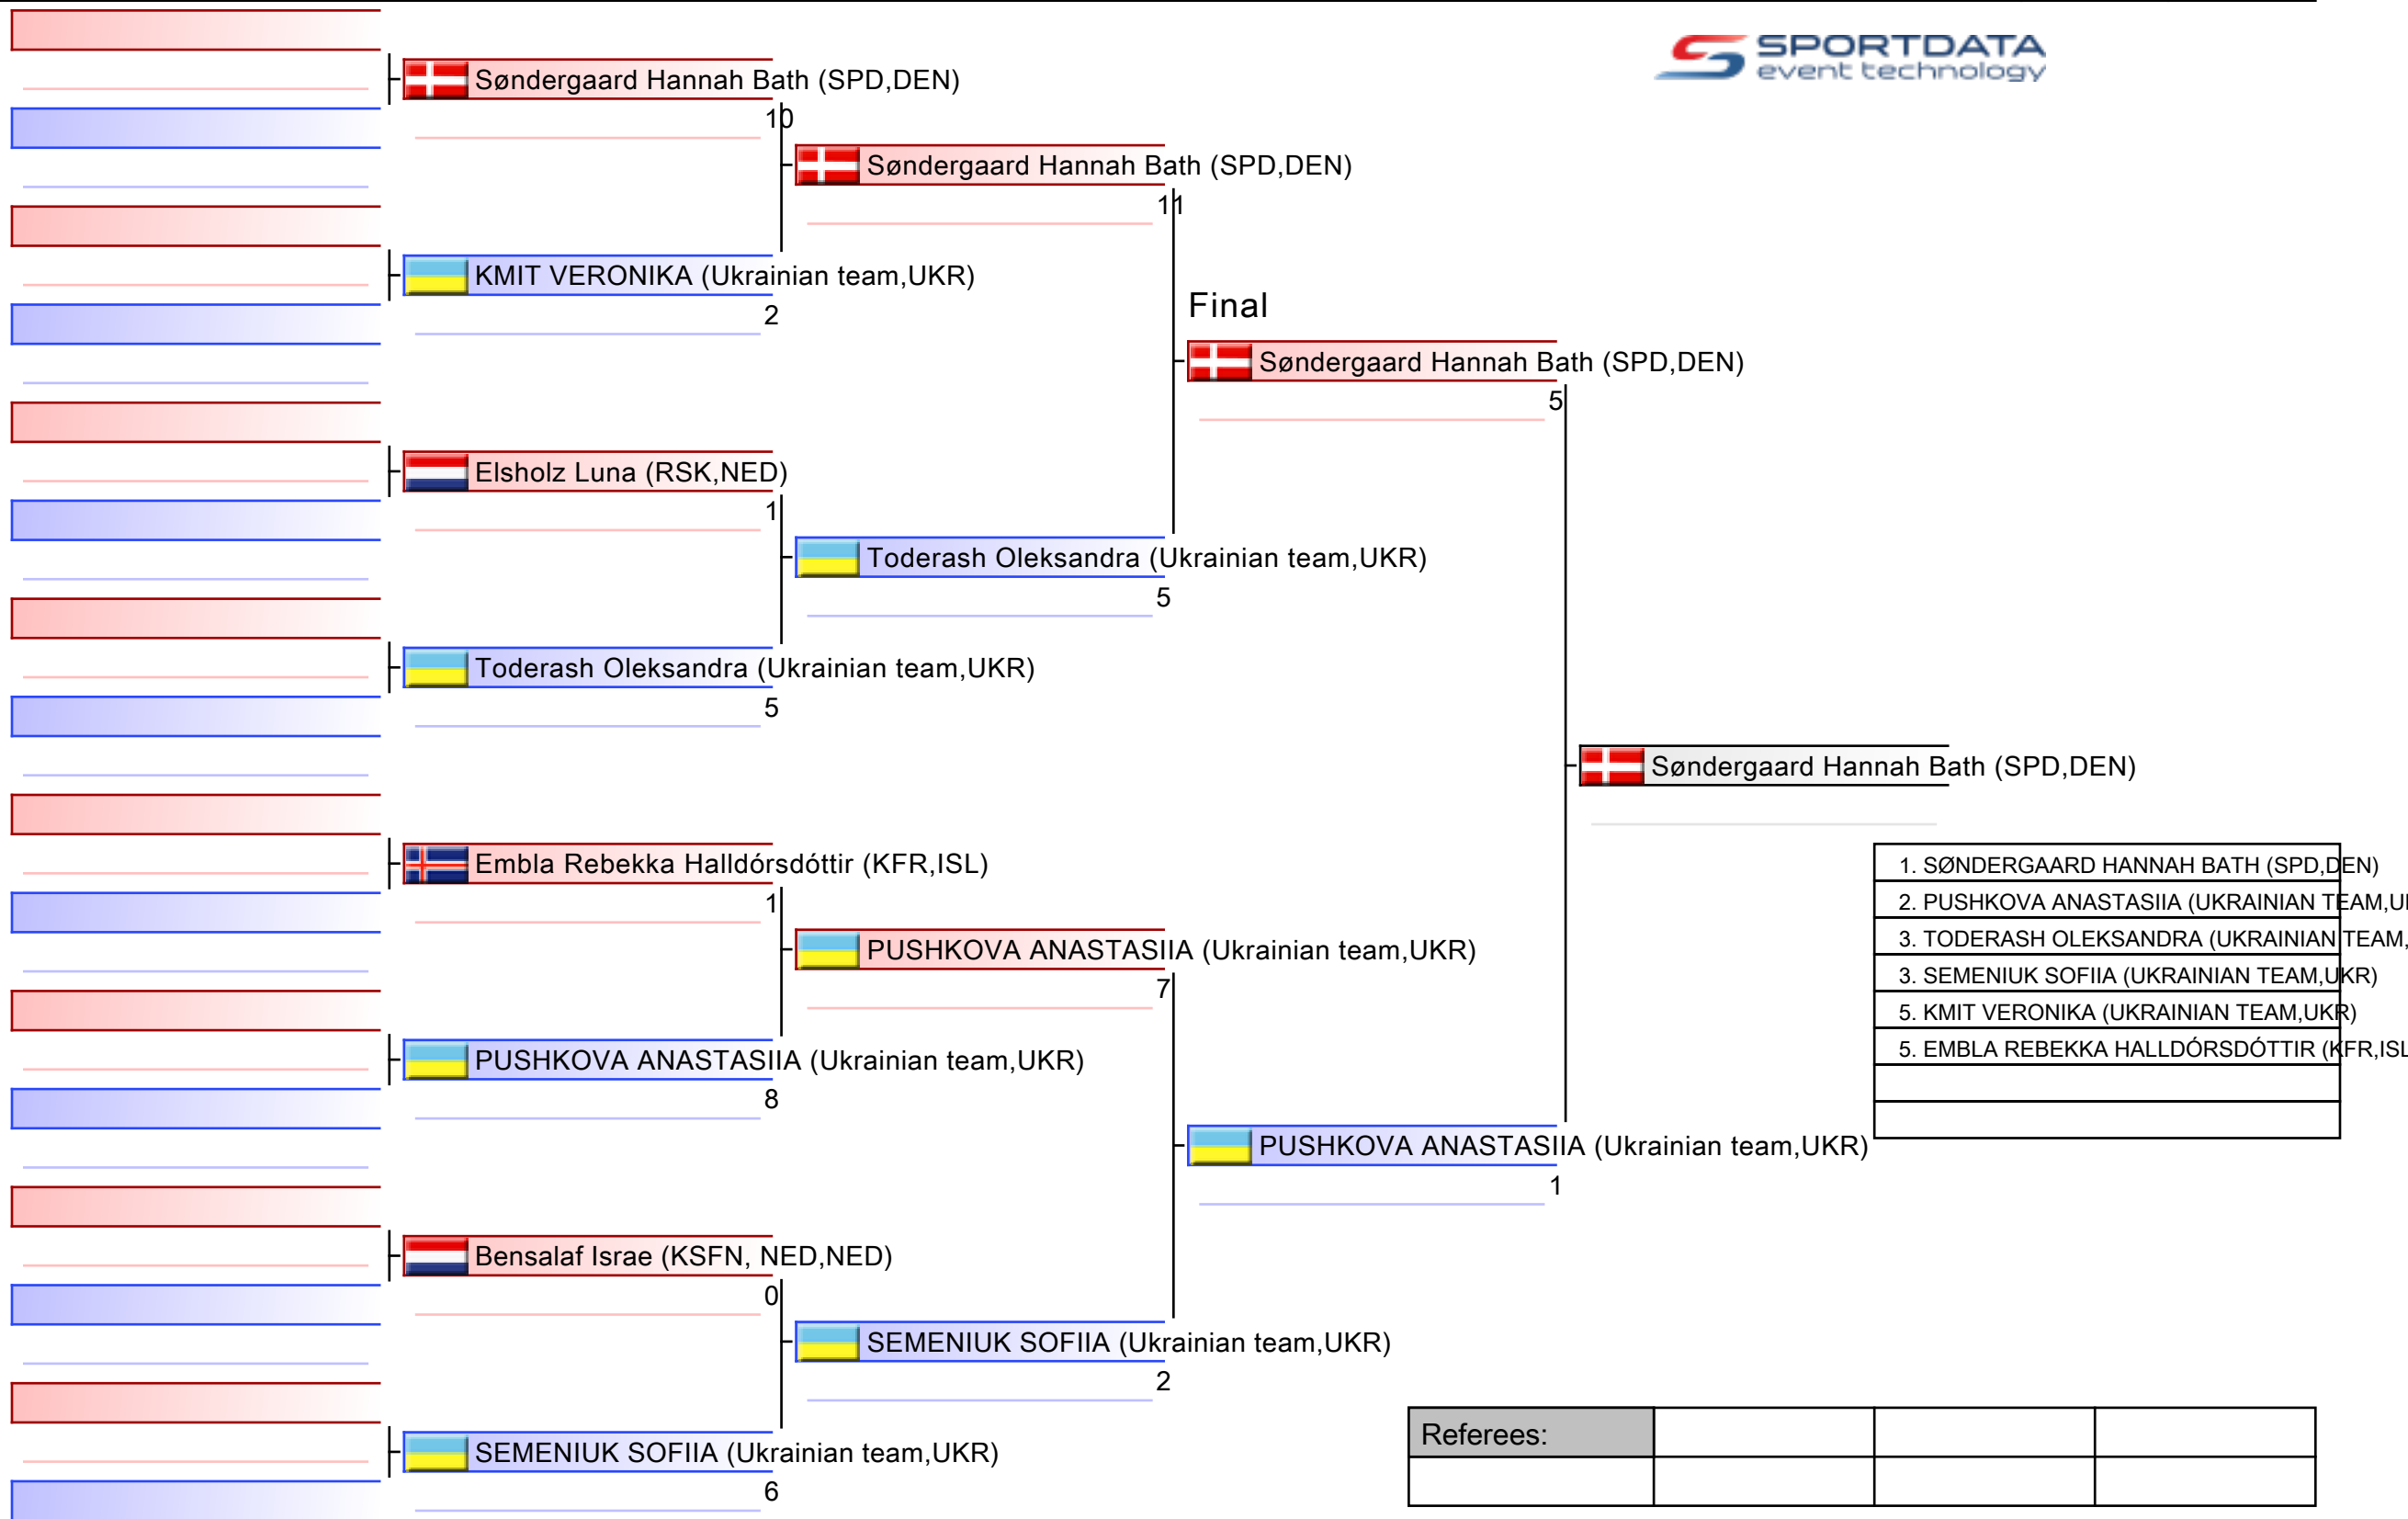 SPORTDATA
event technology
Søndergaard Hannah Bath (SPD,DEN)
10
Søndergaard Hannah Bath (SPD,DEN)
11
KMIT VERONIKA (Ukrainian team,UKR)
2
Final
Søndergaard Hannah Bath (SPD,DEN)
5
Elsholz Luna (RSK,NED)
1
Toderash Oleksandra (Ukrainian team,UKR)
5
Toderash Oleksandra (Ukrainian team,UKR)
5
Søndergaard Hannah Bath (SPD,DEN)
Embla Rebekka Halldórsdóttir (KFR,ISL)
1
PUSHKOVA ANASTASIIA (Ukrainian team,UKR)
7
PUSHKOVA ANASTASIIA (Ukrainian team,UKR)
8
PUSHKOVA ANASTASIIA (Ukrainian team,UKR)
1
Bensalaf Israe (KSFN, NED,NED)
0
SEMENIUK SOFIIA (Ukrainian team,UKR)
2
SEMENIUK SOFIIA (Ukrainian team,UKR)
6
1. SØNDERGAARD HANNAH BATH (SPD,DEN)
2. PUSHKOVA ANASTASIIA (UKRAINIAN TEAM,U
3. TODERASH OLEKSANDRA (UKRAINIAN TEAM,
3. SEMENIUK SOFIIA (UKRAINIAN TEAM,UKR)
5. KMIT VERONIKA (UKRAINIAN TEAM,UKR)
5. EMBLA REBEKKA HALLDÓRSDÓTTIR (KFR,ISL
Referees: